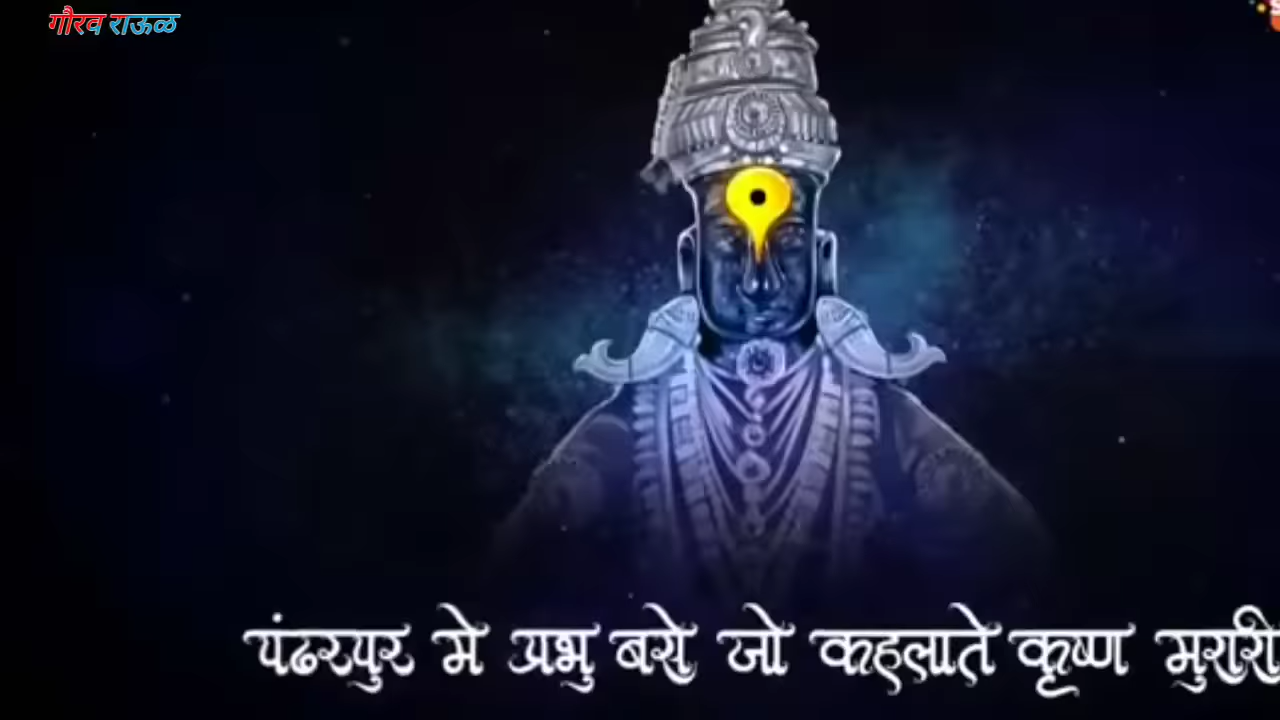 गौरव राऊळ
पंढरपुर मे प्रभु बसे जो कहलाते कृष्ण मुरारी